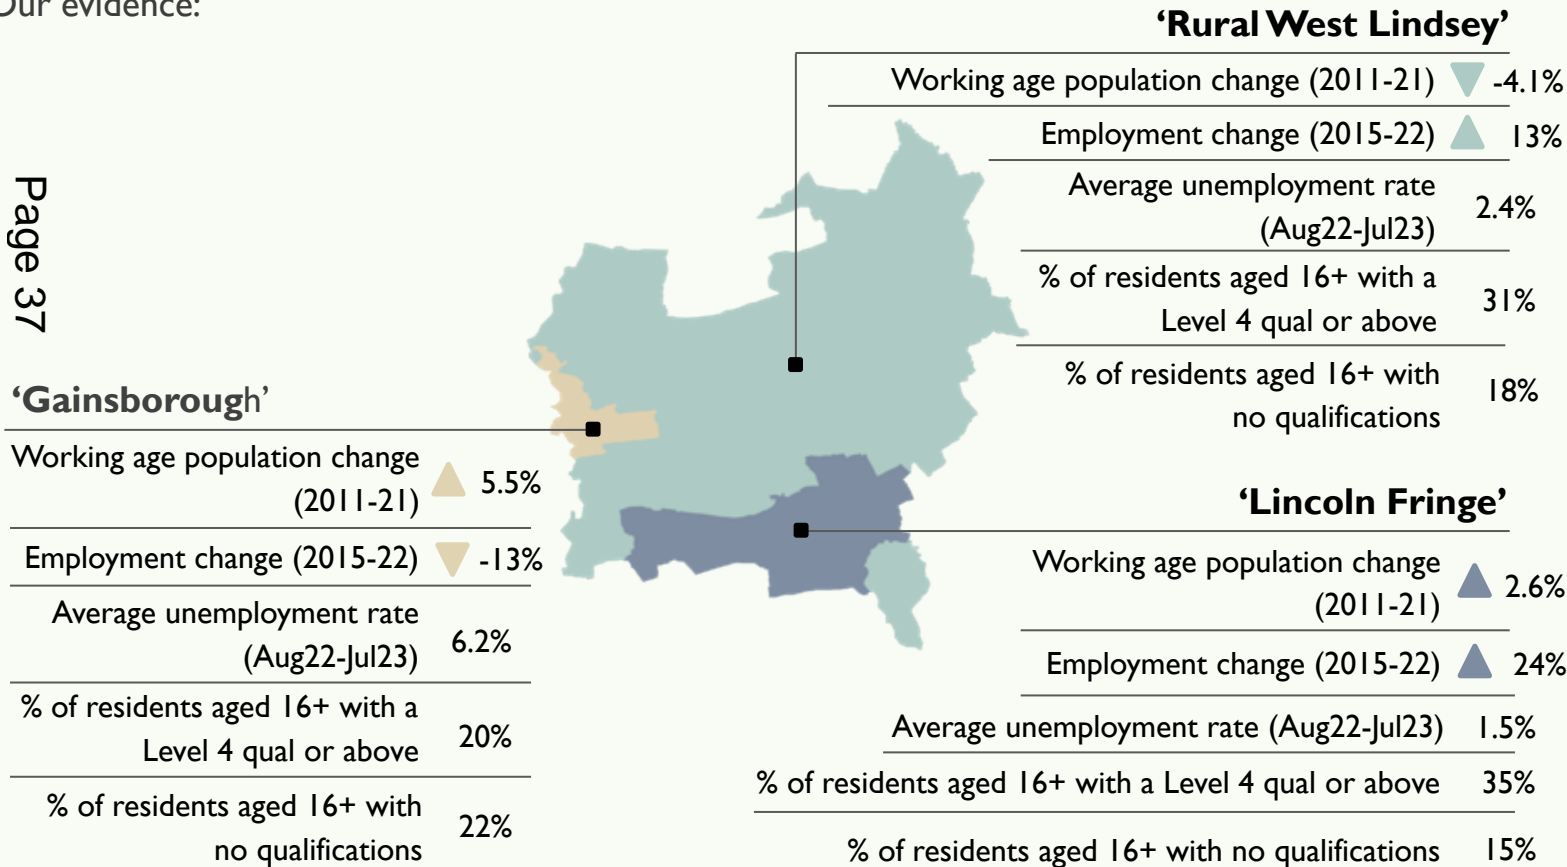 Our evidence:
Page 37
‘Rural West Lindsey’
Working age population change (2011-21) -4.1%
Employment change (2015-22) 13%
Average unemployment rate
(Aug22-Jul23)
2.4%
% of residents aged 16+ with a
Level 4 qual or above
31%
% of residents aged 16+ with
no qualifications
18%
‘Gainsborough’
Working age population change
(2011-21)
5.5%
Employment change (2015-22) -13%
Average unemployment rate
(Aug22-Jul23)
6.2%
% of residents aged 16+ with a
Level 4 qual or above
20%
% of residents aged 16+ with
no qualifications
22%
‘Lincoln Fringe’
Working age population change
(2011-21)
2.6%
Employment change (2015-22) 24%
Average unemployment rate (Aug22-Jul23) 1.5%
% of residents aged 16+ with a Level 4 qual or above 35%
% of residents aged 16+ with no qualifications 15%